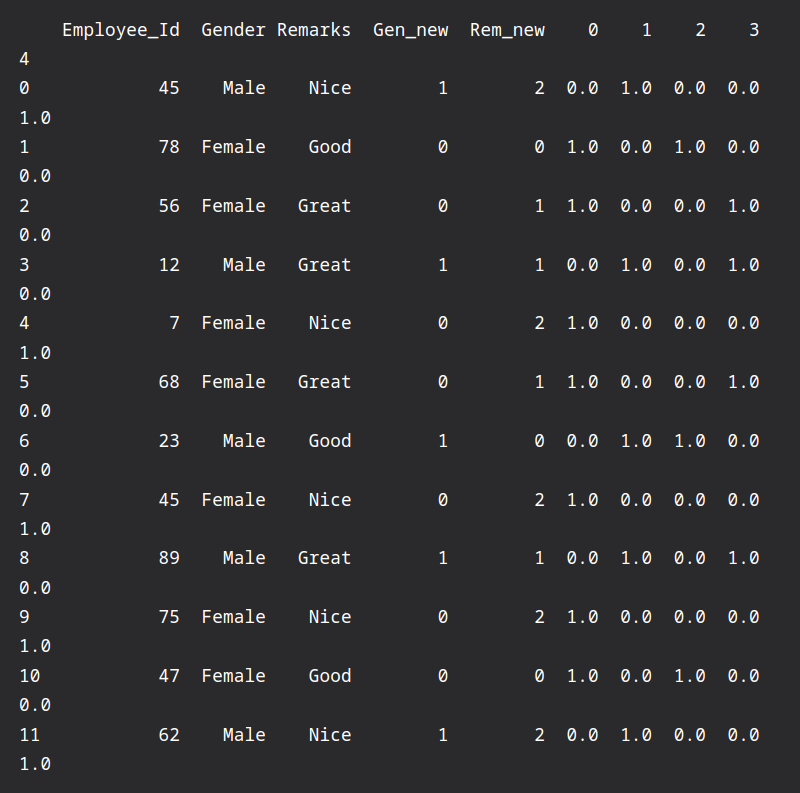 Employee_Id Gender Remarks Gen_new Rem_new 0 1 2 3
4
0 45 Male Nice 1 2 0.0 1.0 0.0 0.0
1.0
1 78 Female Good 0 0 1.0 0.0 1.0 0.0
0.0
2 56 Female Great 0 1 1.0 0.0 0.0 1.0
0.0
3 12 Male Great 1 1 0.0 1.0 0.0 1.0
0.0
4 7 Female Nice 0 2 1.0 0.0 0.0 0.0
1.0
5 68 Female Great 0 1 1.0 0.0 0.0 1.0
0.0
6 23 Male Good 1 0 0.0 1.0 1.0 0.0
0.0
7 45 Female Nice 0 2 1.0 0.0 0.0 0.0
1.0
8 89 Male Great 1 1 0.0 1.0 0.0 1.0
0.0
9 75 Female Nice 0 2 1.0 0.0 0.0 0.0
1.0
10 47 Female Good 0 0 1.0 0.0 1.0 0.0
0.0
11 62 Male Nice 1 2 0.0 1.0 0.0 0.0
1.0